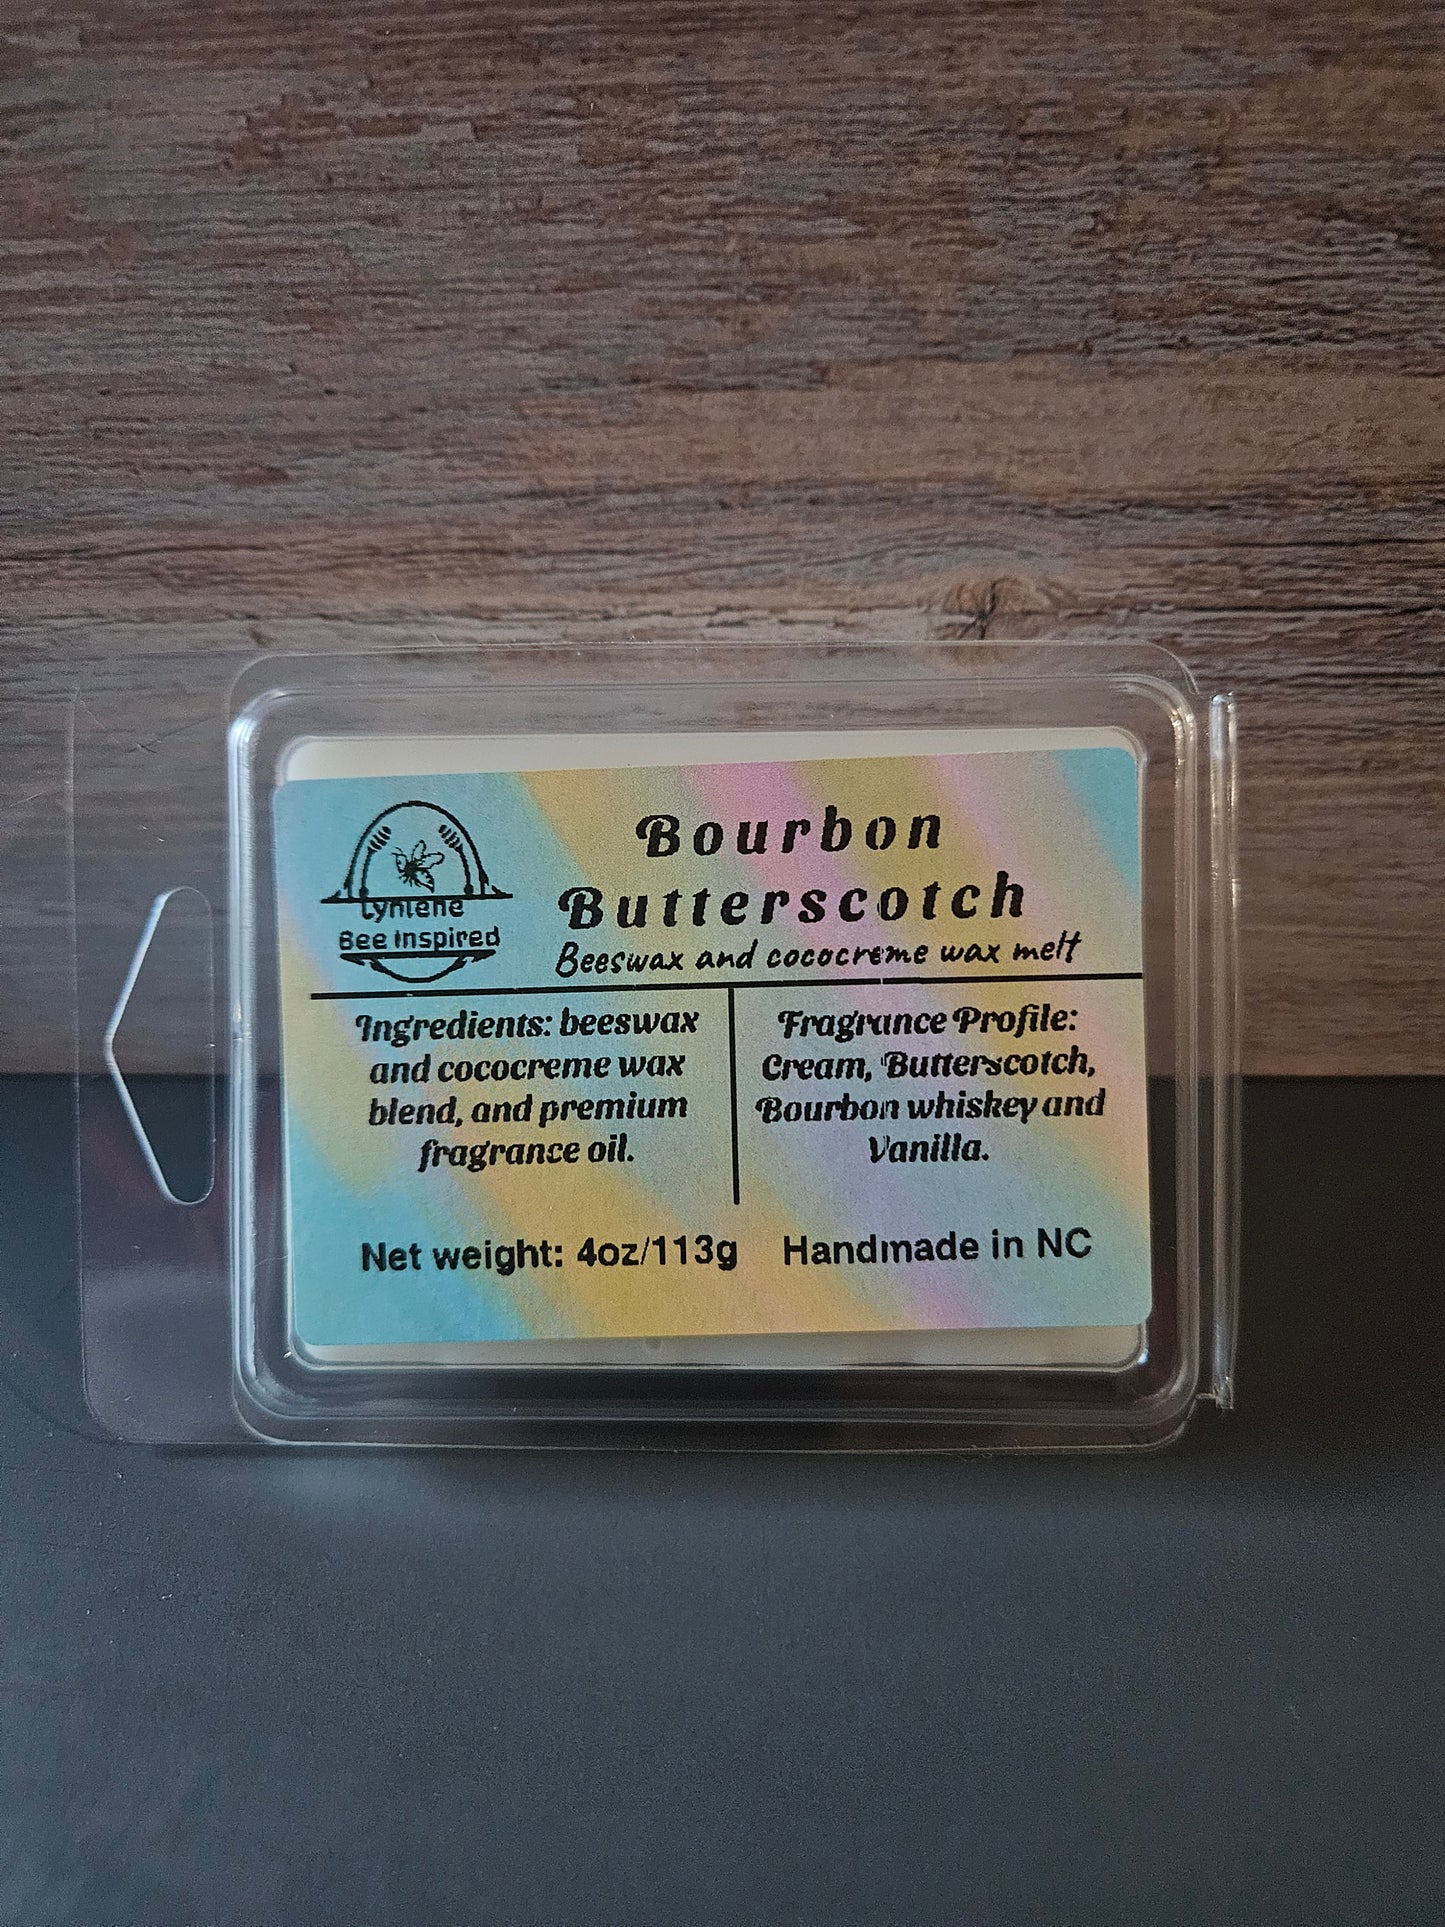 Lynlene
Bee Inspired
Bourbon
Butterscotch
Beeswax and cococreme wax melt
Ingredients: beeswax
and cococreme wax
blend, and premium
fragrance oil.
Fragrance Profile:
Cream, Butterscotch,
Bourbon whiskey and
Vanilla.
Net weight: 4oz/113g
Handmade in NC